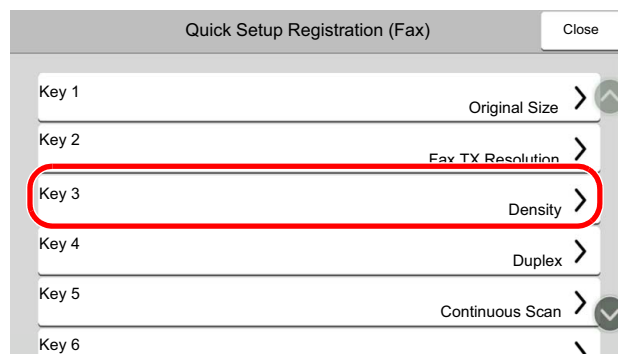 Quick Setup Registration (Fax)
Close
Key 1
Original Size
Key 2
Fax TX Resolution
Key 3
Density
Key 4
Duplex
Key 5
Continuous Scan
Key 6